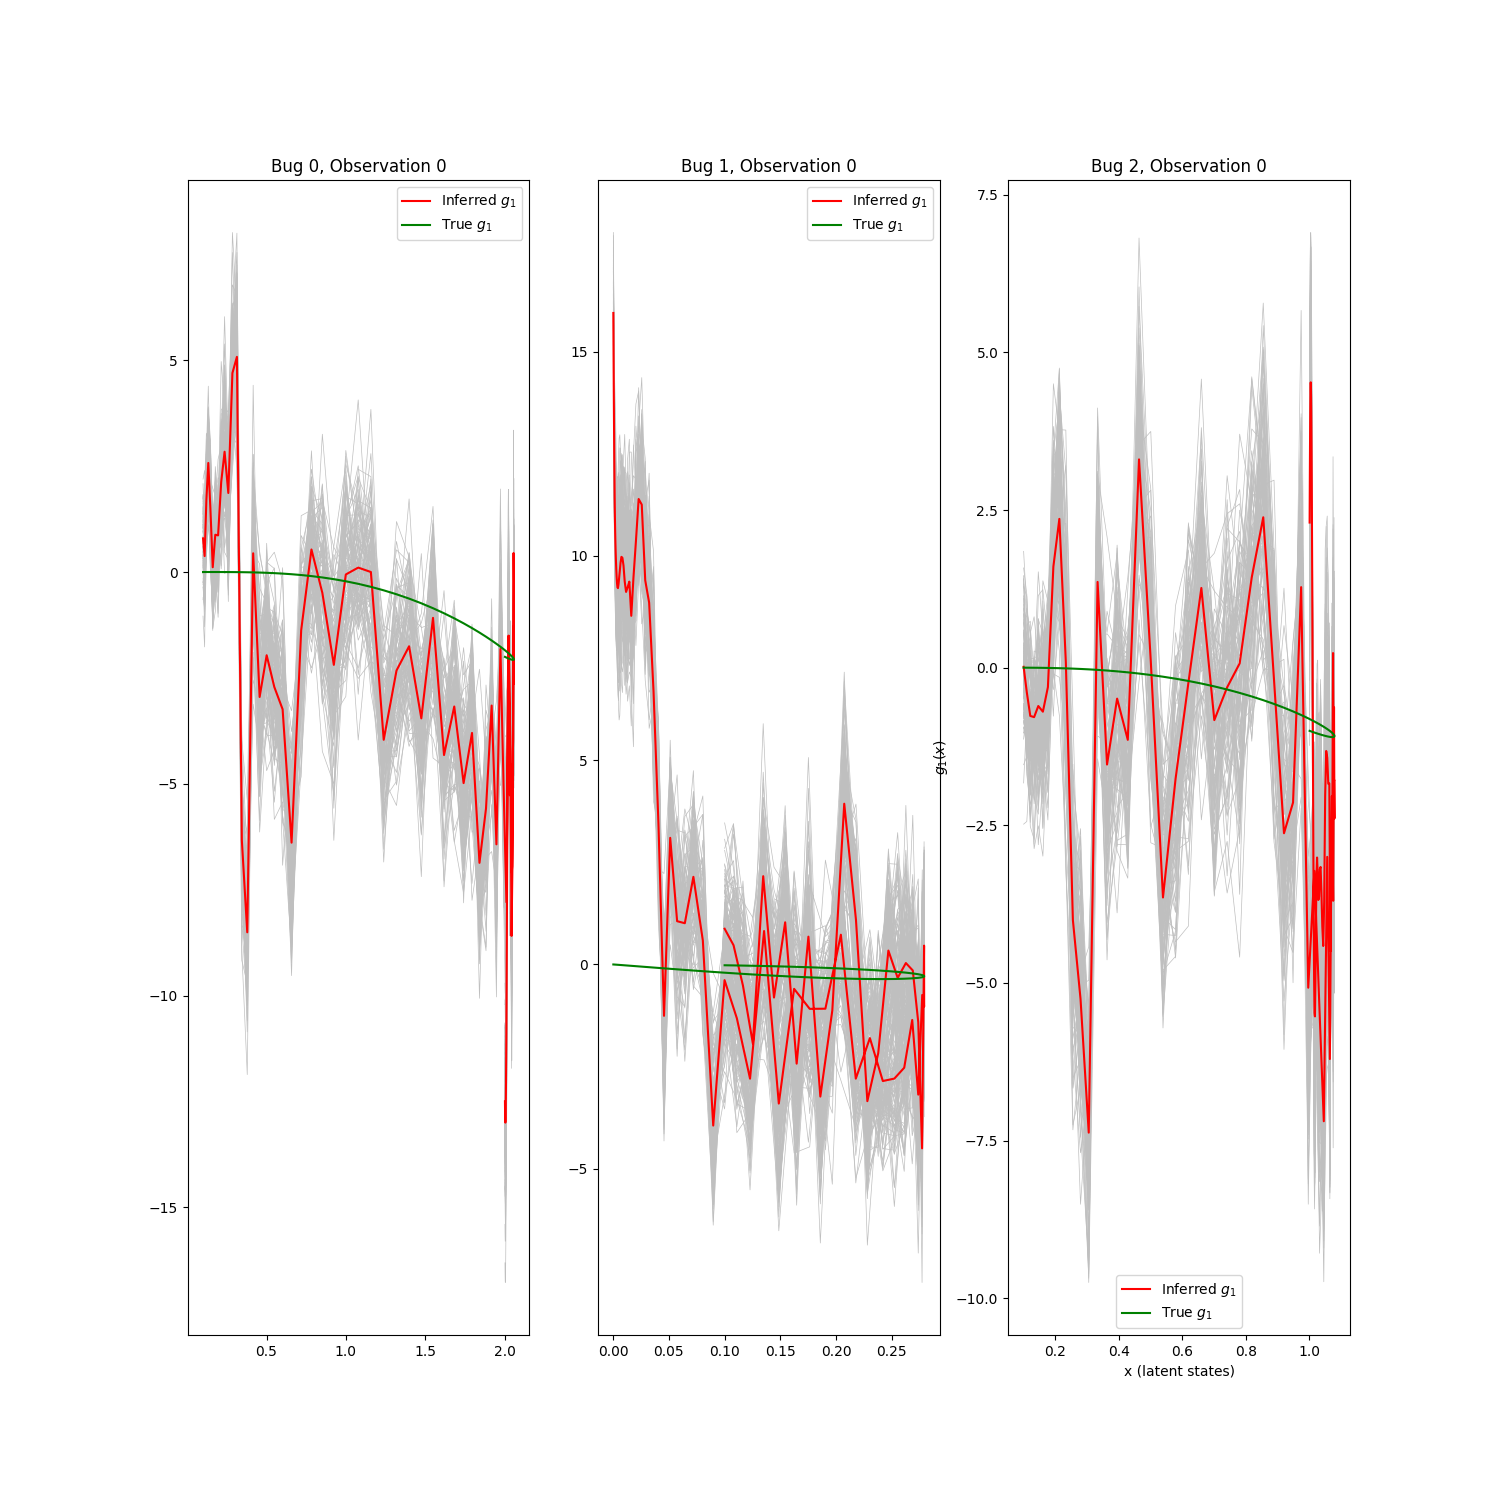 Bug 0, Observation 0
Inferred g₁
True g₁
5
0
−5
−10
−15
0.5 1.0 1.5 2.0
Bug 1, Observation 0
Inferred g₁
True g₁
15
10
5
0
−5
0.00 0.05 0.10 0.15 0.20 0.25
Bug 2, Observation 0
g₁(x)
7.5
5.0
2.5
0.0
−2.5
−5.0
−7.5
−10.0
Inferred g₁
True g₁
0.2 0.4 0.6 0.8 1.0
x (latent states)